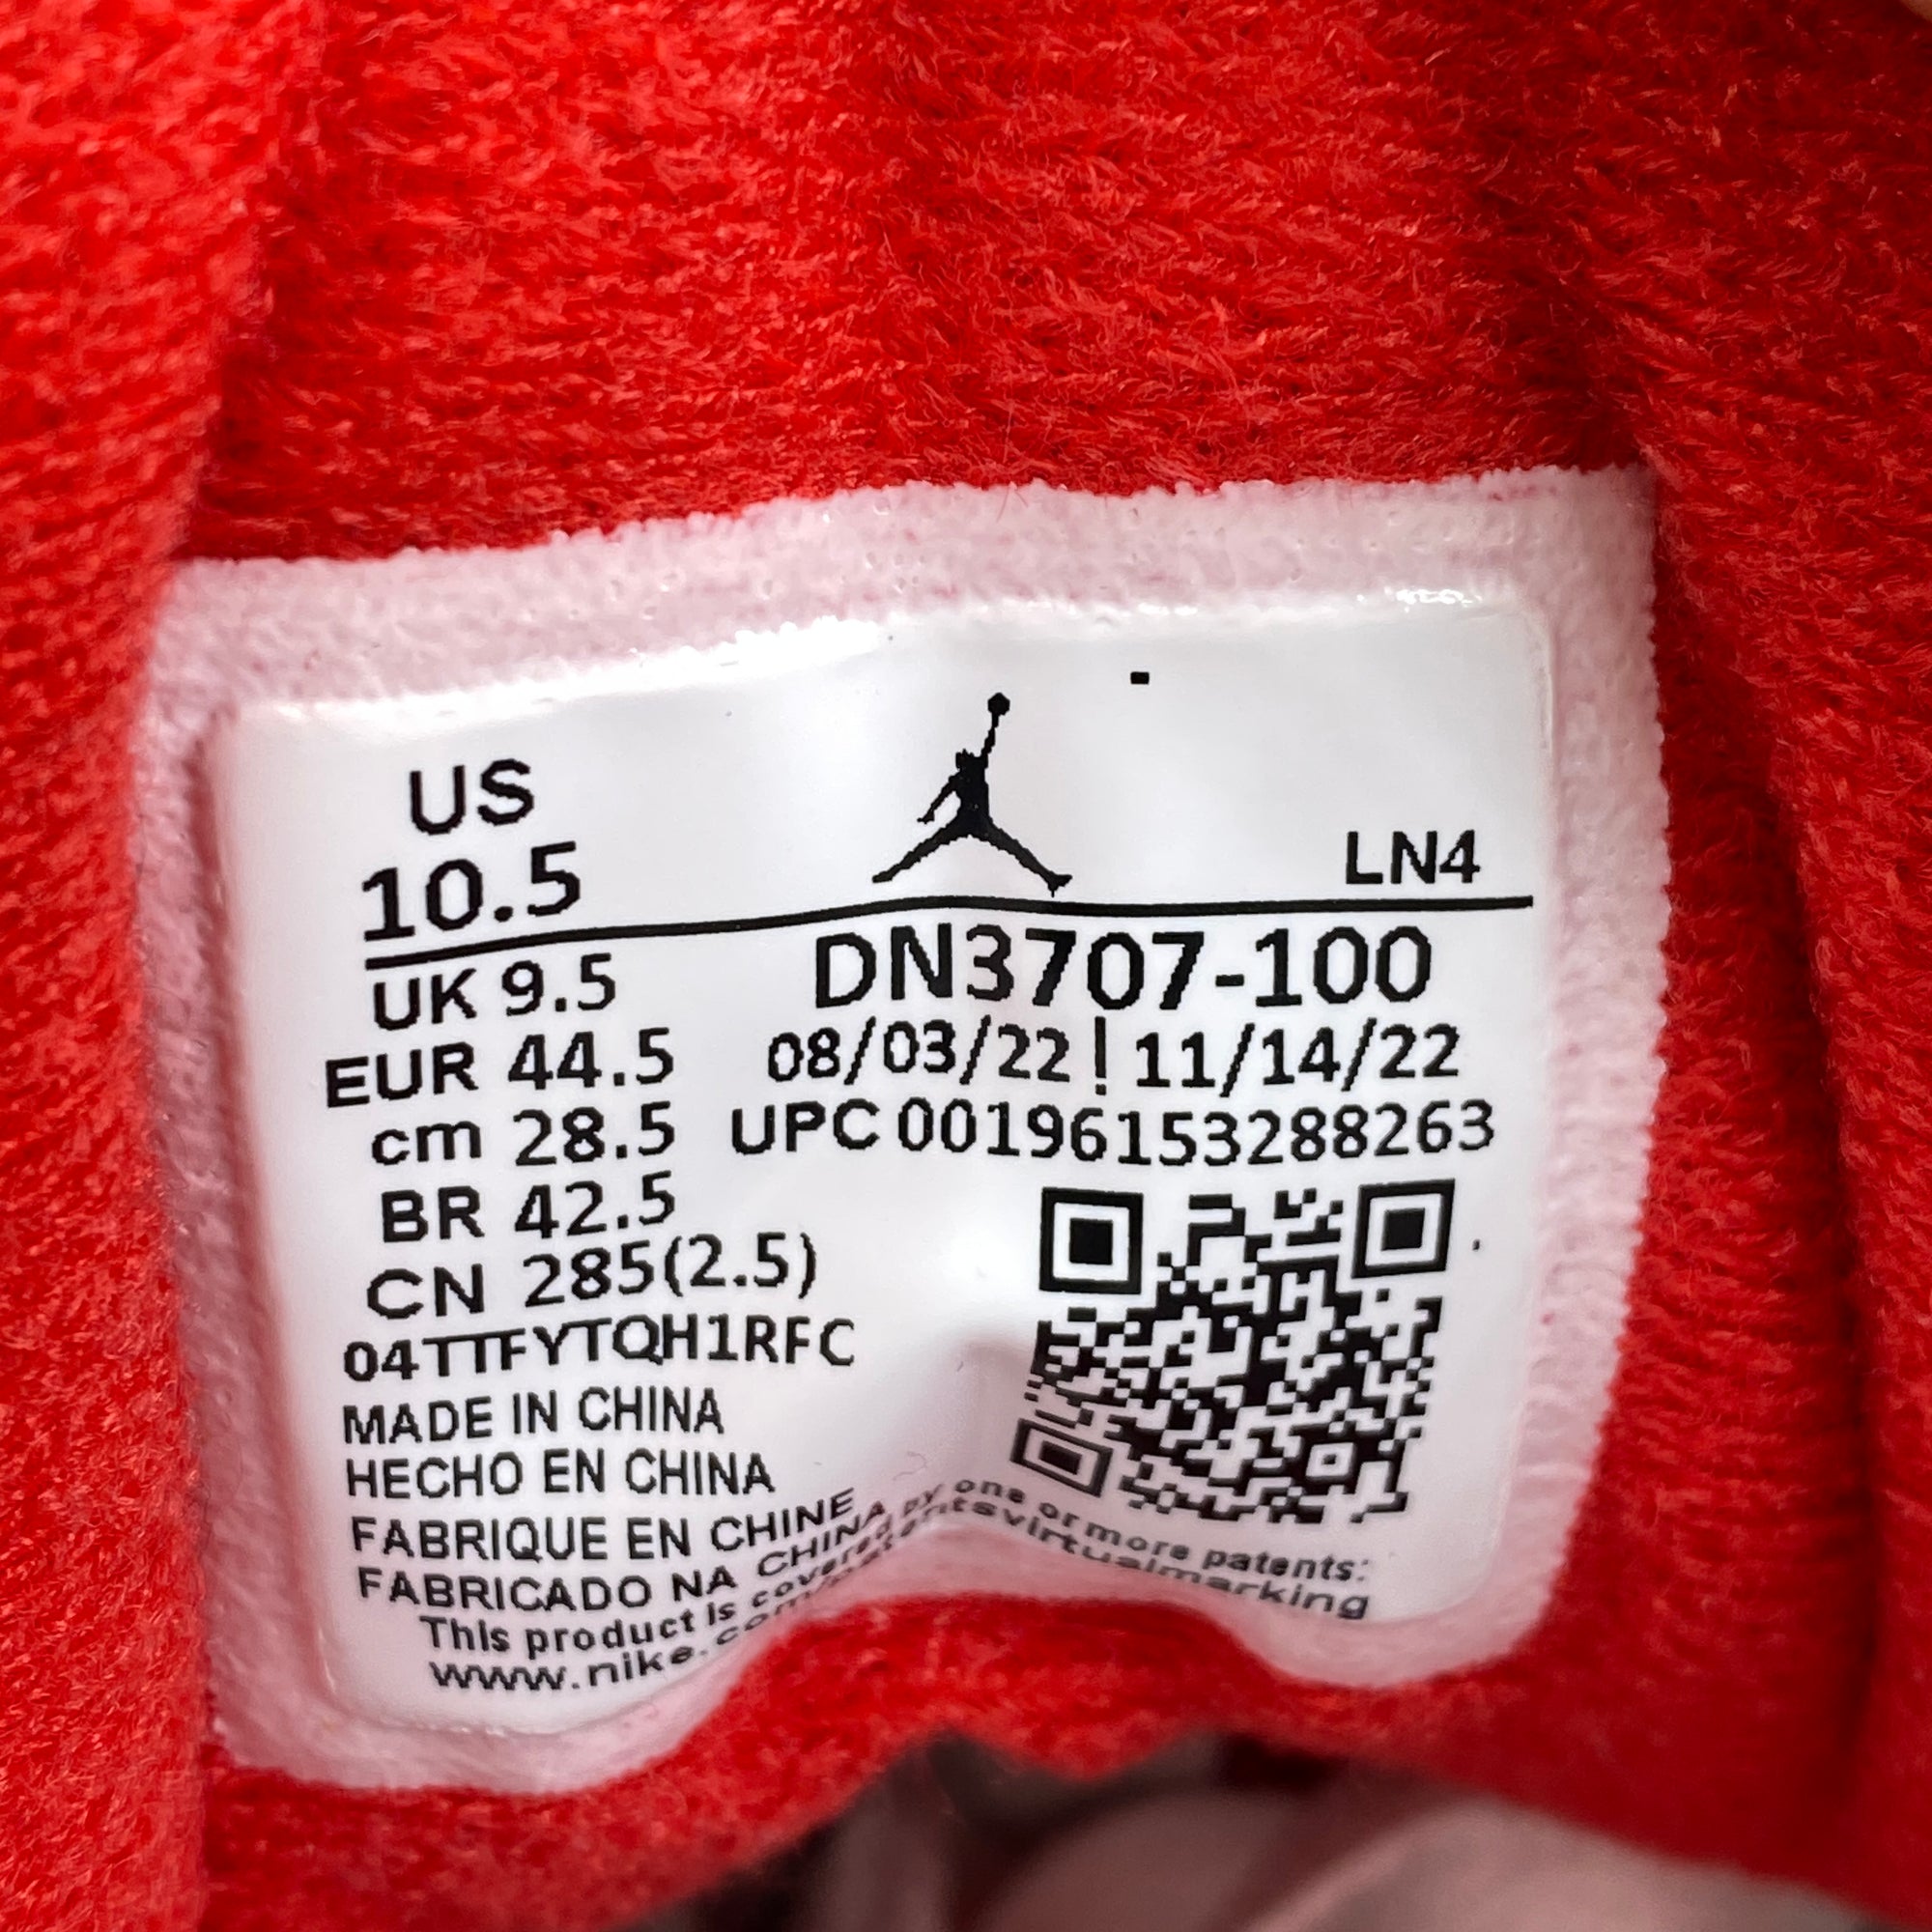 US
10.5
LN4
UK 9.5
DN3707-100
EUR 44.5
08/03/22 ! 11/14/22
cm 28.5
UPC 00196153288263
BR 42.5
CN 285(2.5)
04TTFYTQH1RFC
MADE IN CHINA
HECHO EN CHINA
FABRIQUE EN CHINE
FABRICADO NA CHINA
This product is covered by one or more patents:
www.nike.com/patentsvirtualmarking